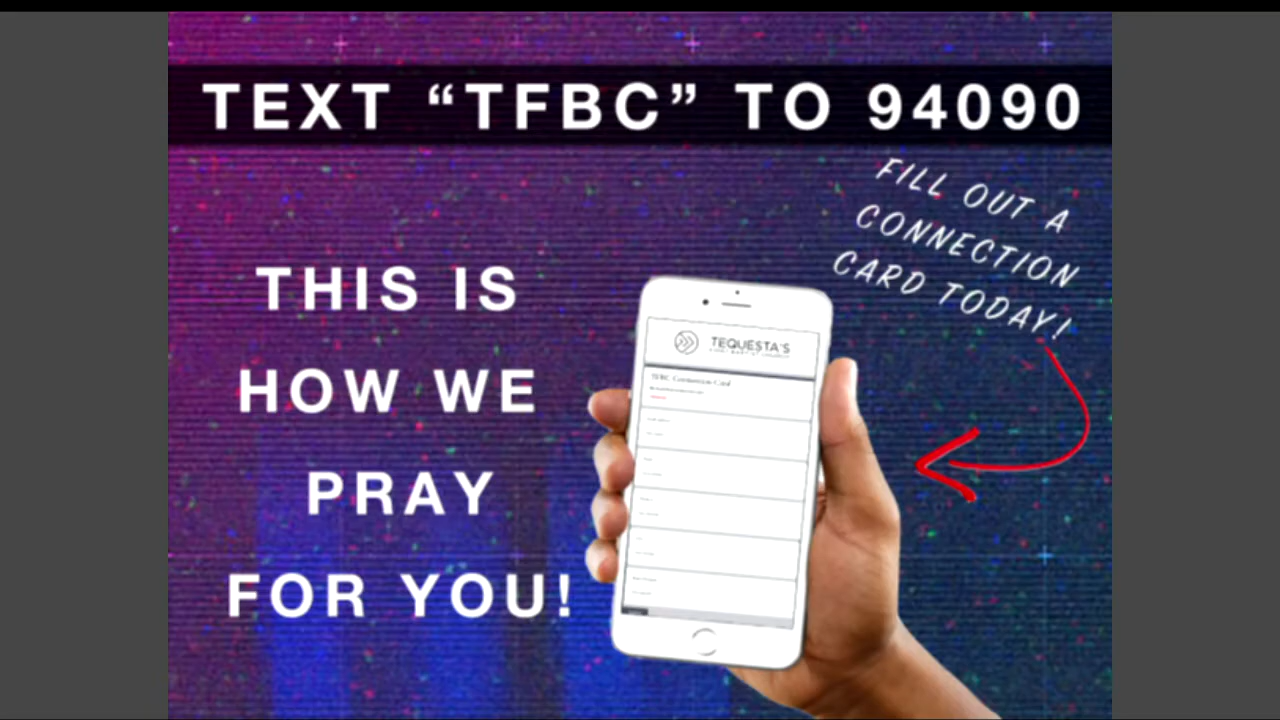 TEXT “TFBC” TO 94090
FILL OUT A
CONNECTION
CARD TODAY!
THIS IS
HOW WE
PRAY
FOR YOU!
TEQUESTA'S
TFBC Connection Card